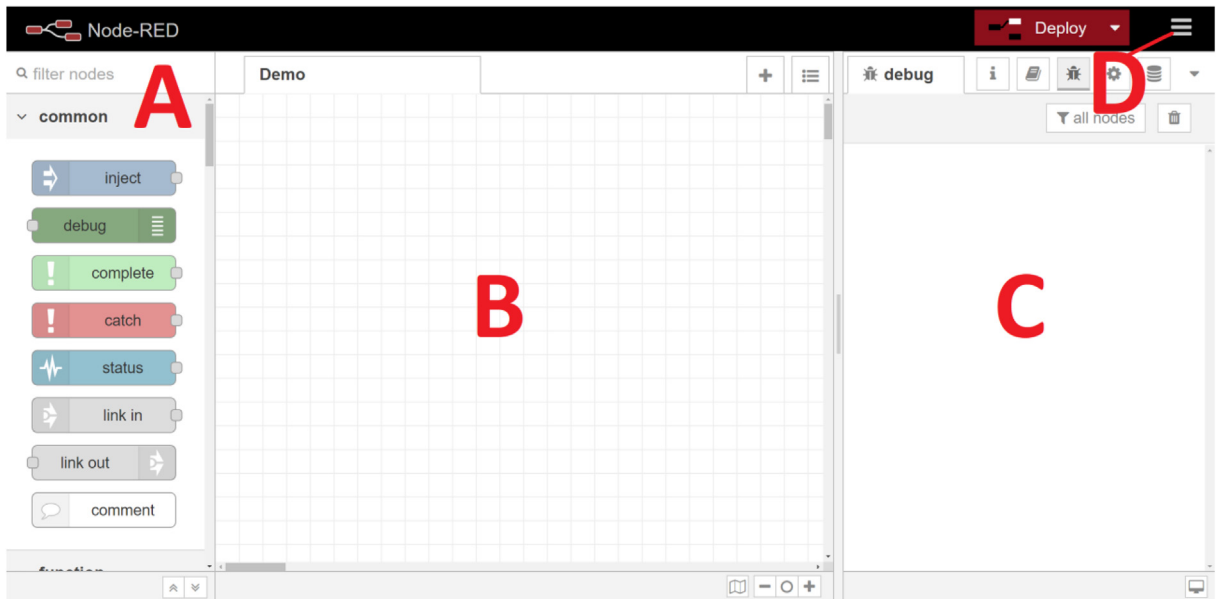 Node-RED
Deploy
filter nodes
A
Demo
debug
i
D
common
all nodes
inject
debug
complete
B
C
catch
status
link in
link out
comment
function